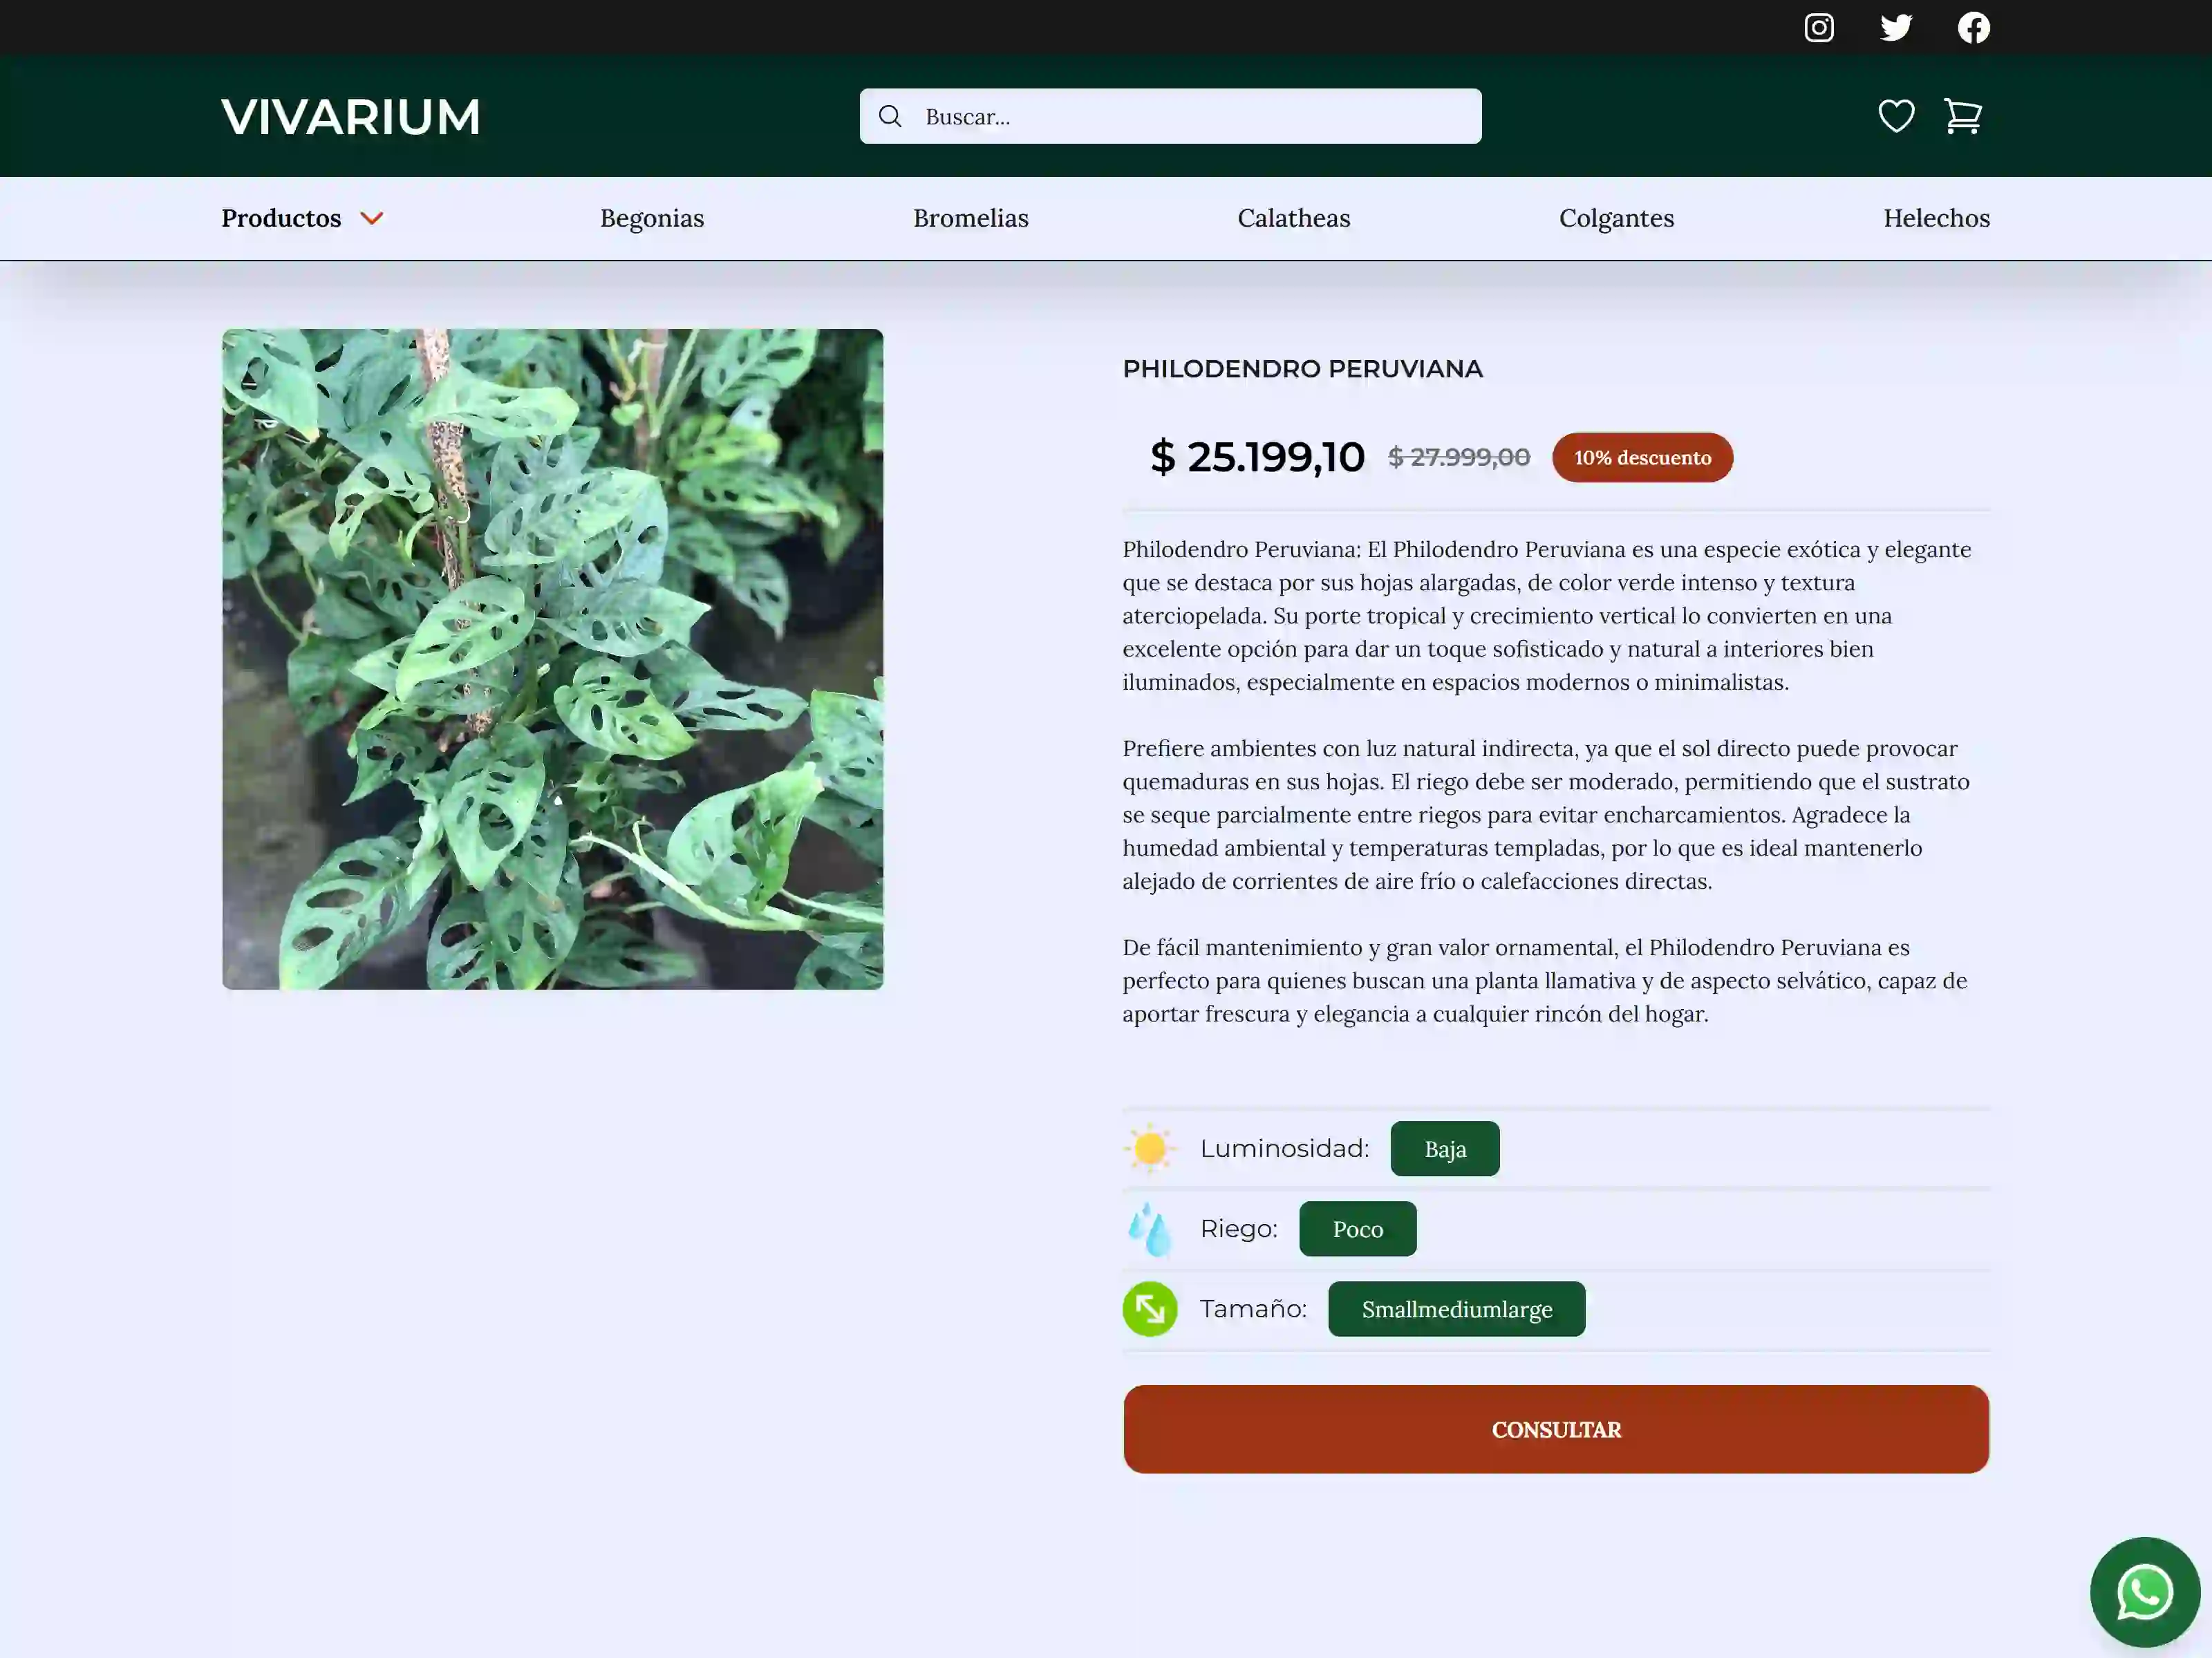 VIVARIUM
Buscar...
Productos
Begonias
Bromelias
Calatheas
Colgantes
Helechos
PHILODENDRO PERUVIANA
$ 25.199,10 $ 27.999,00 10% descuento
Philodendro Peruviana: El Philodendro Peruviana es una especie exótica y elegante
que se destaca por sus hojas alargadas, de color verde intenso y textura
aterciopelada. Su porte tropical y crecimiento vertical lo convierten en una
excelente opción para dar un toque sofisticado y natural a interiores bien
iluminados, especialmente en espacios modernos o minimalistas.
Prefiere ambientes con luz natural indirecta, ya que el sol directo puede provocar
quemaduras en sus hojas. El riego debe ser moderado, permitiendo que el sustrato
se seque parcialmente entre riegos para evitar encharcamientos. Agradece la
humedad ambiental y temperaturas templadas, por lo que es ideal mantenerlo
alejado de corrientes de aire frío o calefacciones directas.
De fácil mantenimiento y gran valor ornamental, el Philodendro Peruviana es
perfecto para quienes buscan una planta llamativa y de aspecto selvático, capaz de
aportar frescura y elegancia a cualquier rincón del hogar.
Luminosidad: Baja
Riego: Poco
Tamaño: Smallmediumlarge
CONSULTAR